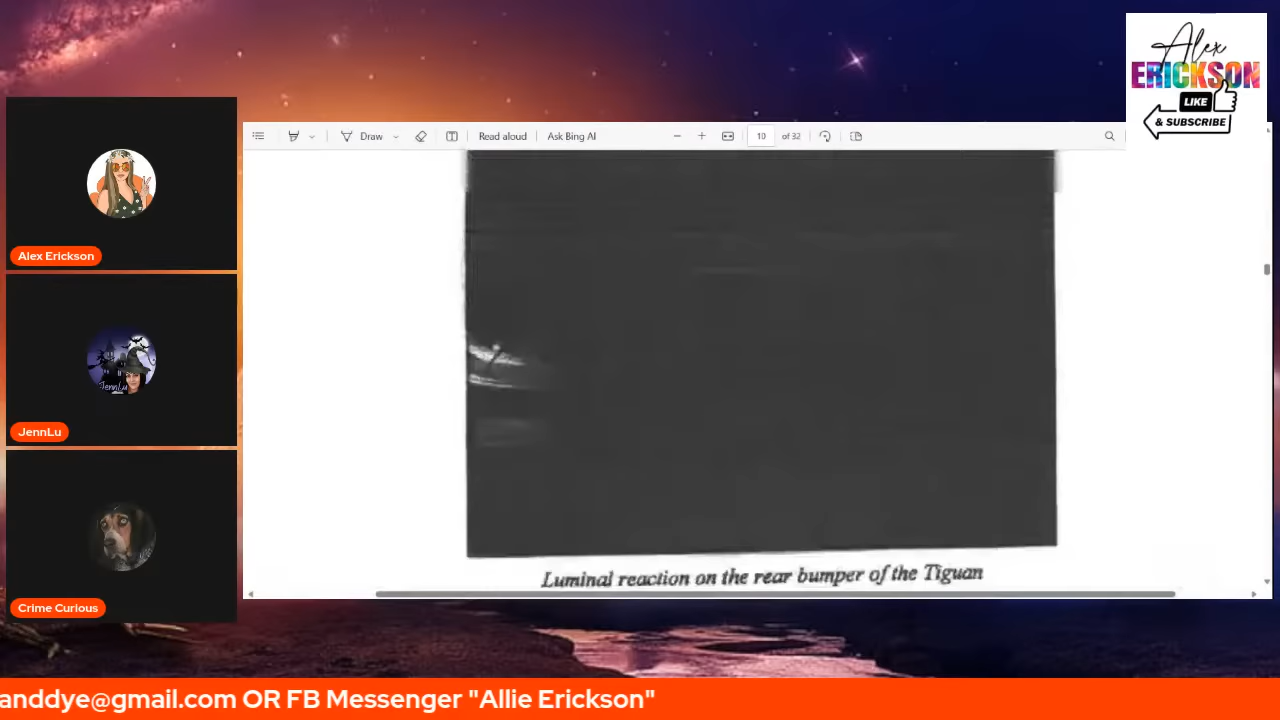 Alex
ERICKSON
LIKE
& SUBSCRIBE
Draw
Read aloud
Ask Bing AI
10
of 32
Alex Erickson
JennLu
JennLu
Crime Curious
Luminal reaction on the rear bumper of the Tiguan
anddye@gmail.com OR FB Messenger "Allie Erickson"